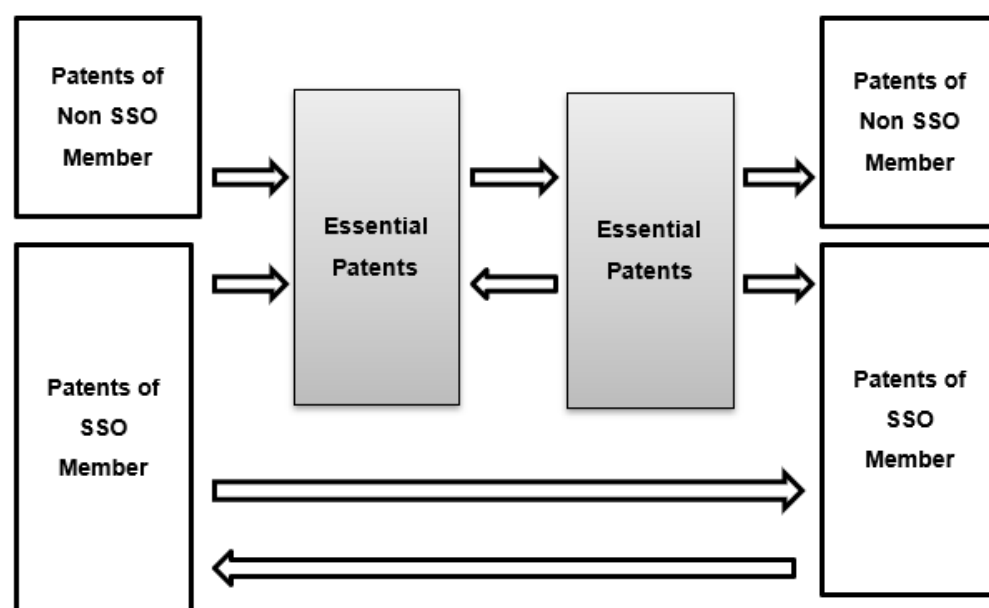 Patents of
Non SSO
Member
Patents of
Non SSO
Member
Essential
Patents
Essential
Patents
Patents of
SSO
Member
Patents of
SSO
Member